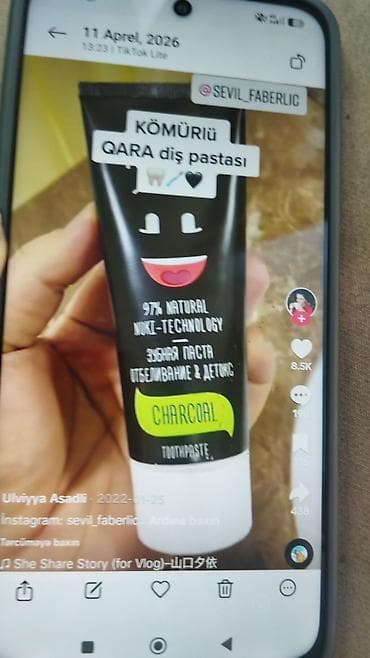 11 Aprel, 2026
13:23 | TikTok Lite
@SEVIL_FABERLIC
KÖMÜRlü
QARA diş pastası
97% NATURAL
NUKI-TECHNOLOGY
ЗУБНАЯ ПАСТА
ОТБЕЛИВАНИЕ & ДЕТОКС
CHARCOAL
TOOTHPASTE
8.5K
438
Ulviyya Asadli · 2022-
İnstagram: sevil_faberlic- Ardına baxın
Tərcüməyə baxın
She Share Story (for Vlog)-山口夕依